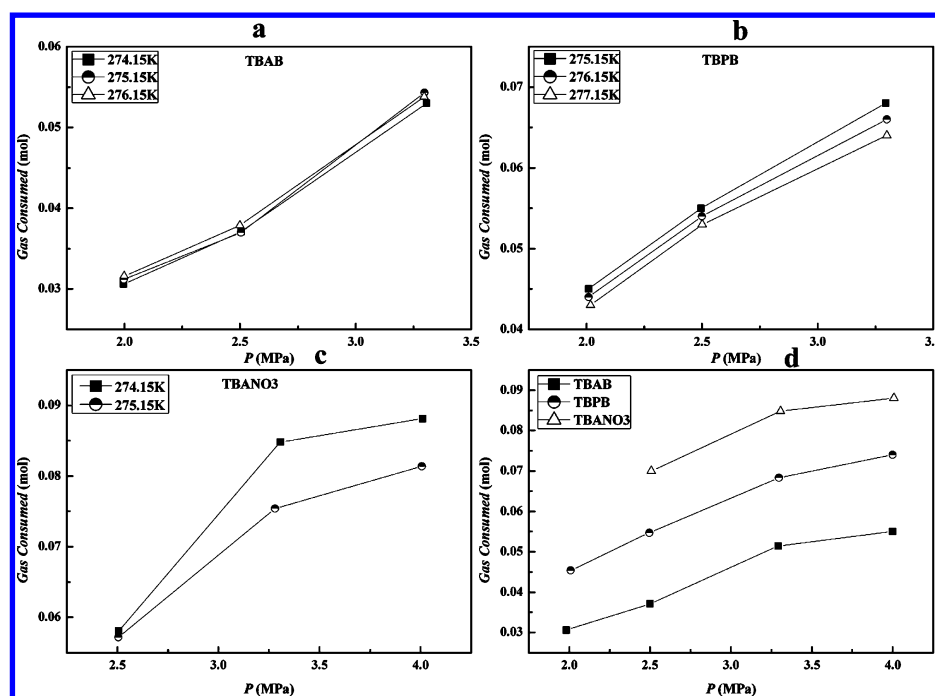 a
0.06
274.15K
275.15K
276.15K
TBAB
0.05
0.04
0.03
Gas Consumed (mol)
2.0 2.5 3.0 3.5
P (MPa)
b
275.15K
276.15K
277.15K
TBPB
0.07
0.06
0.05
0.04
Gas Consumed (mol)
2.0 2.5 3.0 3.5
P (MPa)
c
274.15K
275.15K
TBANO3
0.09
0.08
0.07
0.06
Gas Consumed (mol)
2.5 3.0 3.5 4.0
P (MPa)
d
TBAB
TBPB
TBANO3
0.09
0.08
0.07
0.06
0.05
0.04
0.03
Gas Consumed (mol)
2.0 2.5 3.0 3.5 4.0
P (MPa)